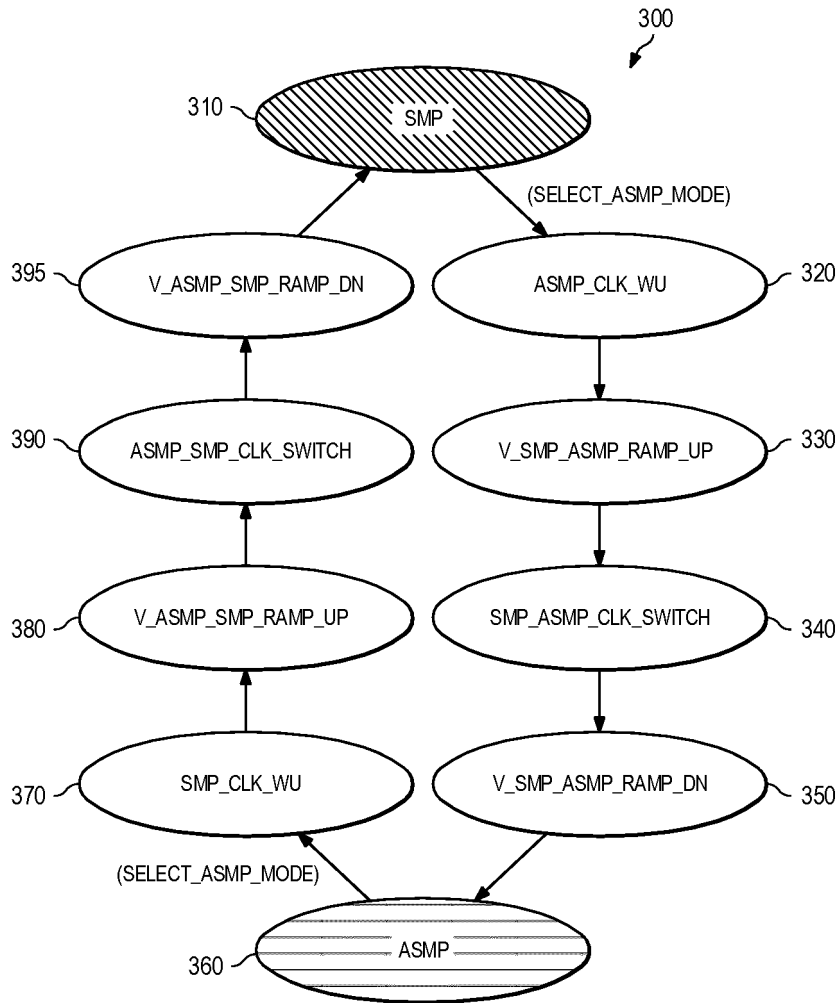 300
310
SMP
(SELECT_ASMP_MODE)
395
V_ASMP_SMP_RAMP_DN
ASMP_CLK_WU
320
390
ASMP_SMP_CLK_SWITCH
V_SMP_ASMP_RAMP_UP
330
380
V_ASMP_SMP_RAMP_UP
SMP_ASMP_CLK_SWITCH
340
370
SMP_CLK_WU
V_SMP_ASMP_RAMP_DN
350
(SELECT_ASMP_MODE)
360
ASMP